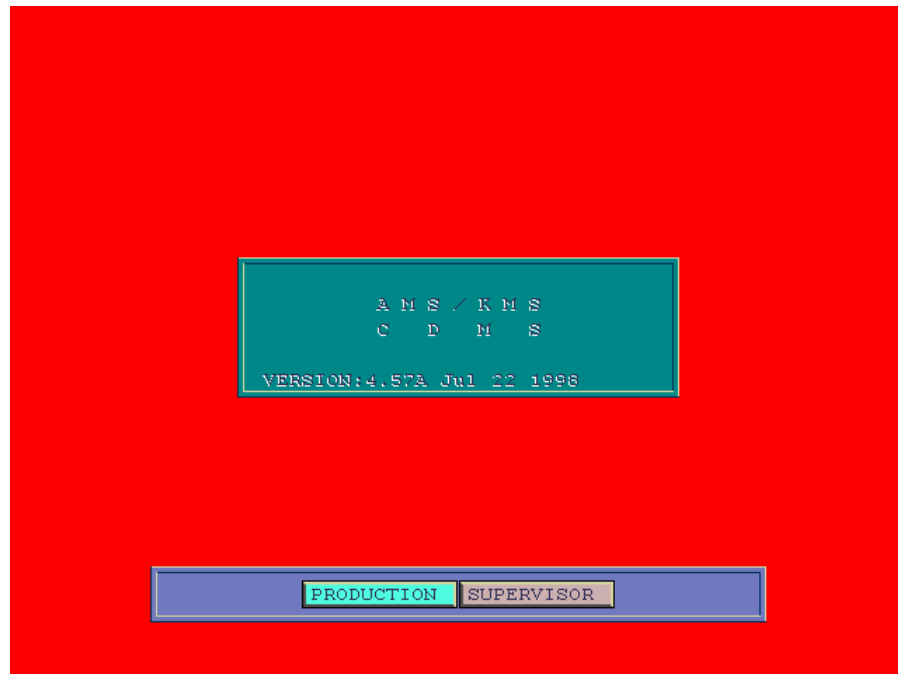 A M S / K M S
C D M S
VERSION:4.57A Jul 22 1998
PRODUCTION SUPERVISOR